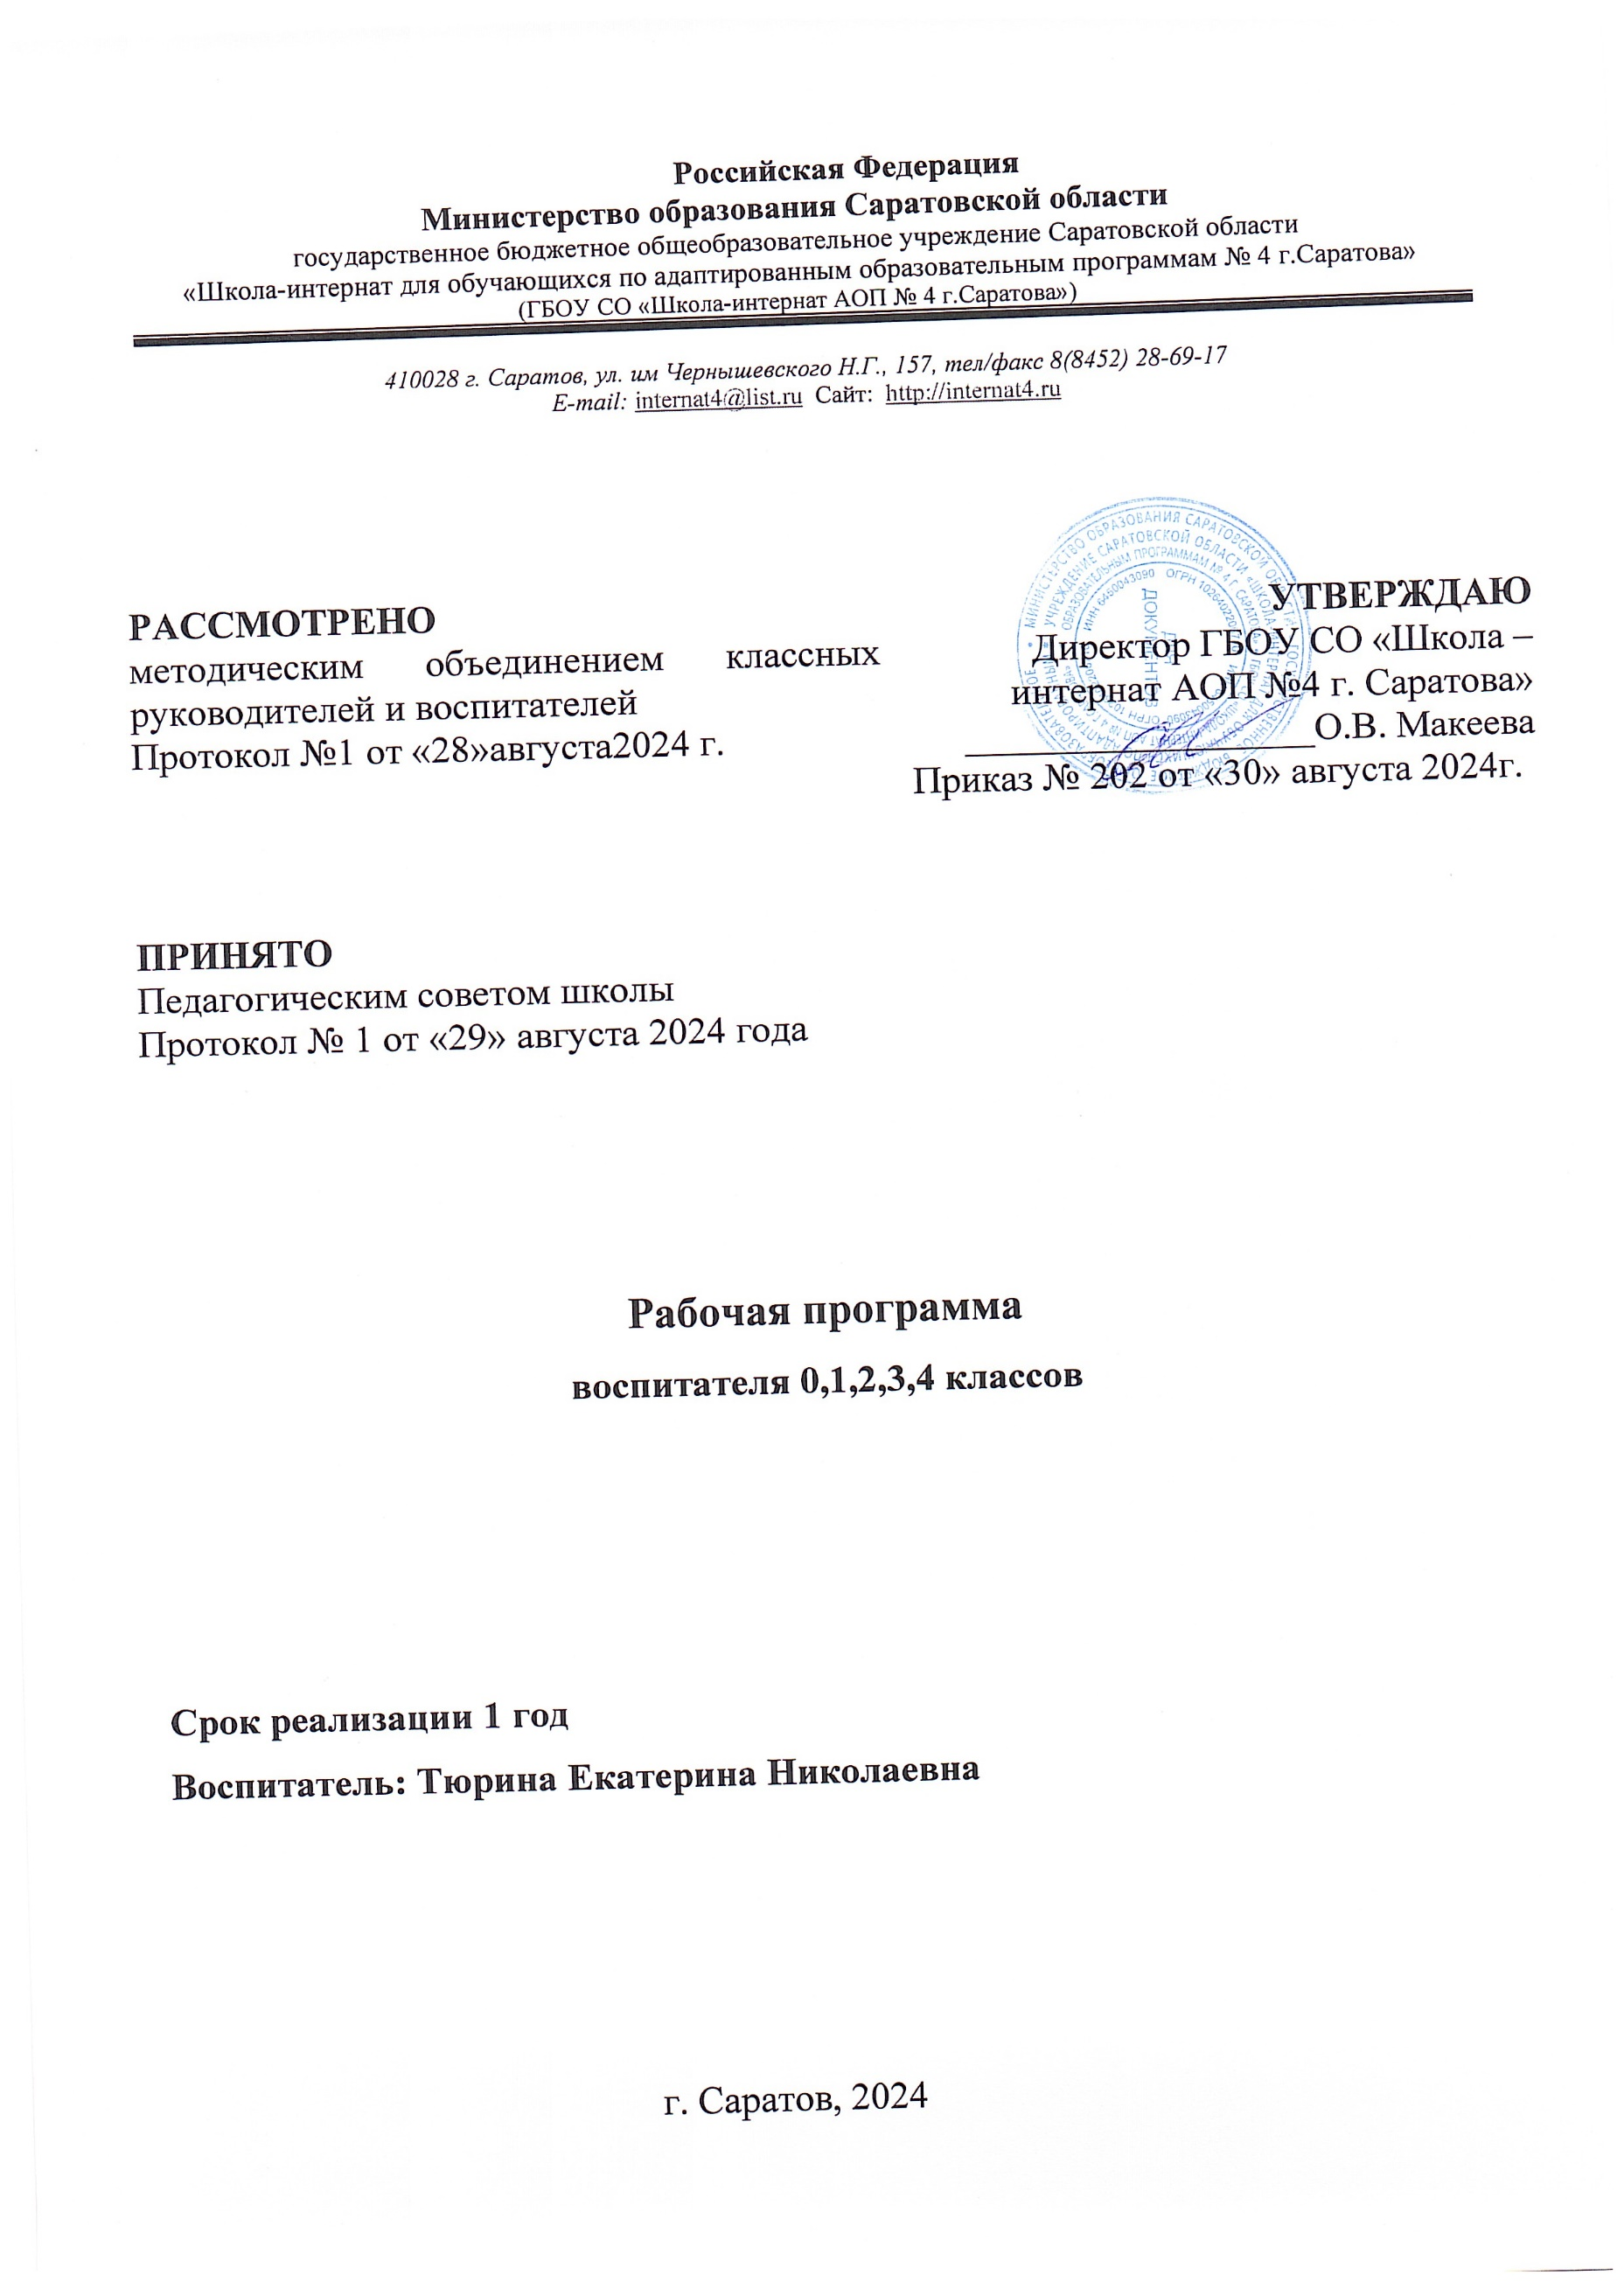 Российская Федерация
Министерство образования Саратовской области
государственное бюджетное общеобразовательное учреждение Саратовской области
«Школа-интернат для обучающихся по адаптированным образовательным программам № 4 г.Саратова»
(ГБОУ СО «Школа-интернат АОП № 4 г.Саратова»)
410028 г. Саратов, ул. им Чернышевского Н.Г., 157, тел/факс 8(8452) 28-69-17
E-mail: internat4@list.ru Сайт: http://internat4.ru
РАССМОТРЕНО
методическим объединением классных
руководителей и воспитателей
Протокол №1 от «28»августа2024 г.
УТВЕРЖДАЮ
Директор ГБОУ СО «Школа –
интернат АОП №4 г. Саратова»
О.В. Макеева
Приказ № 202 от «30» августа 2024г.
ПРИНЯТО
Педагогическим советом школы
Протокол № 1 от «29» августа 2024 года
Рабочая программа
воспитателя 0,1,2,3,4 классов
Срок реализации 1 год
Воспитатель: Тюрина Екатерина Николаевна
г. Саратов, 2024